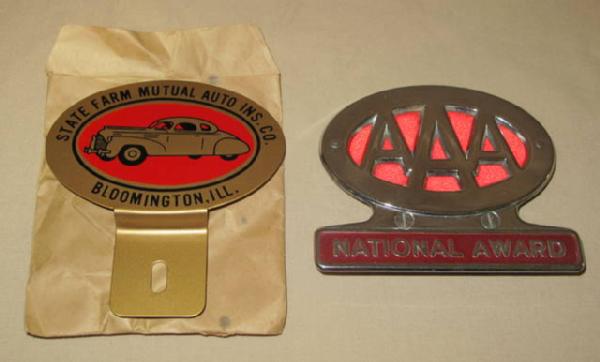 STATE FARM MUTUAL AUTO INS. CO.
BLOOMINGTON, ILL.
AAA
NATIONAL AWARD